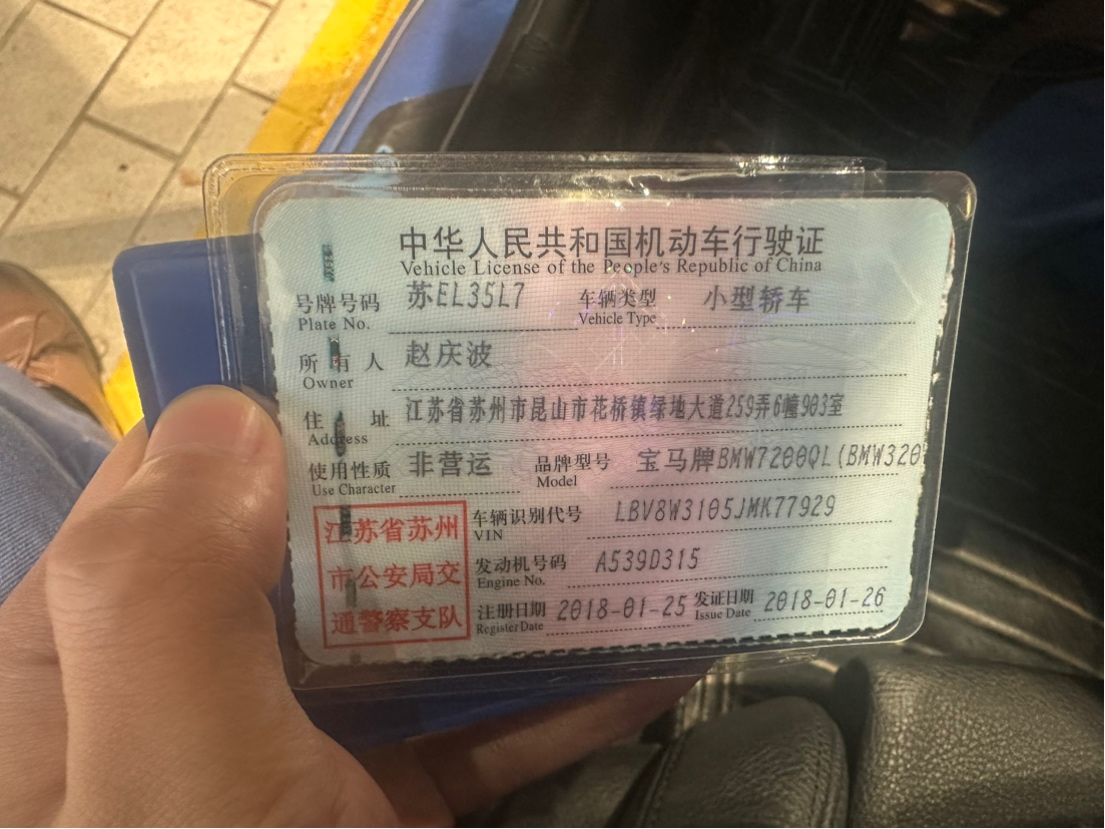 中华人民共和国机动车行驶证
Vehicle License of the People's Republic of China
号牌号码 苏EL35L7 车辆类型 小型轿车
Plate No. Vehicle Type
所有人 赵庆波
Owner
住址 江苏省苏州市昆山市花桥镇绿地大道259弄6幢903室
Address
使用性质 非营运 品牌型号 宝马牌BMW7200QL(BMW320
Use Character Model
江苏省苏州 车辆识别代号 LBV8W3105JMK77929
VIN
市公安局交 发动机号码 A539D315
Engine No.
通警察支队 注册日期 2018-01-25 发证日期 2018-01-26
Register Date Issue Date